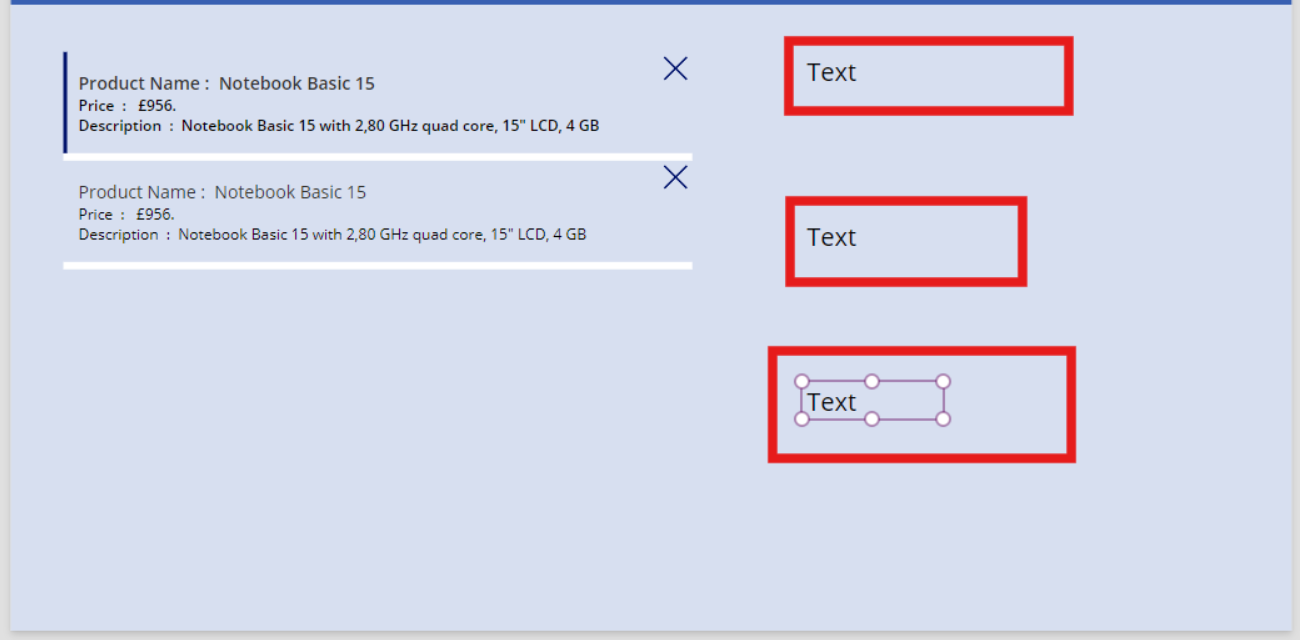 Product Name : Notebook Basic 15
Price : £956.
Description : Notebook Basic 15 with 2,80 GHz quad core, 15" LCD, 4 GB
Product Name : Notebook Basic 15
Price : £956.
Description : Notebook Basic 15 with 2,80 GHz quad core, 15" LCD, 4 GB
Text
Text
Text